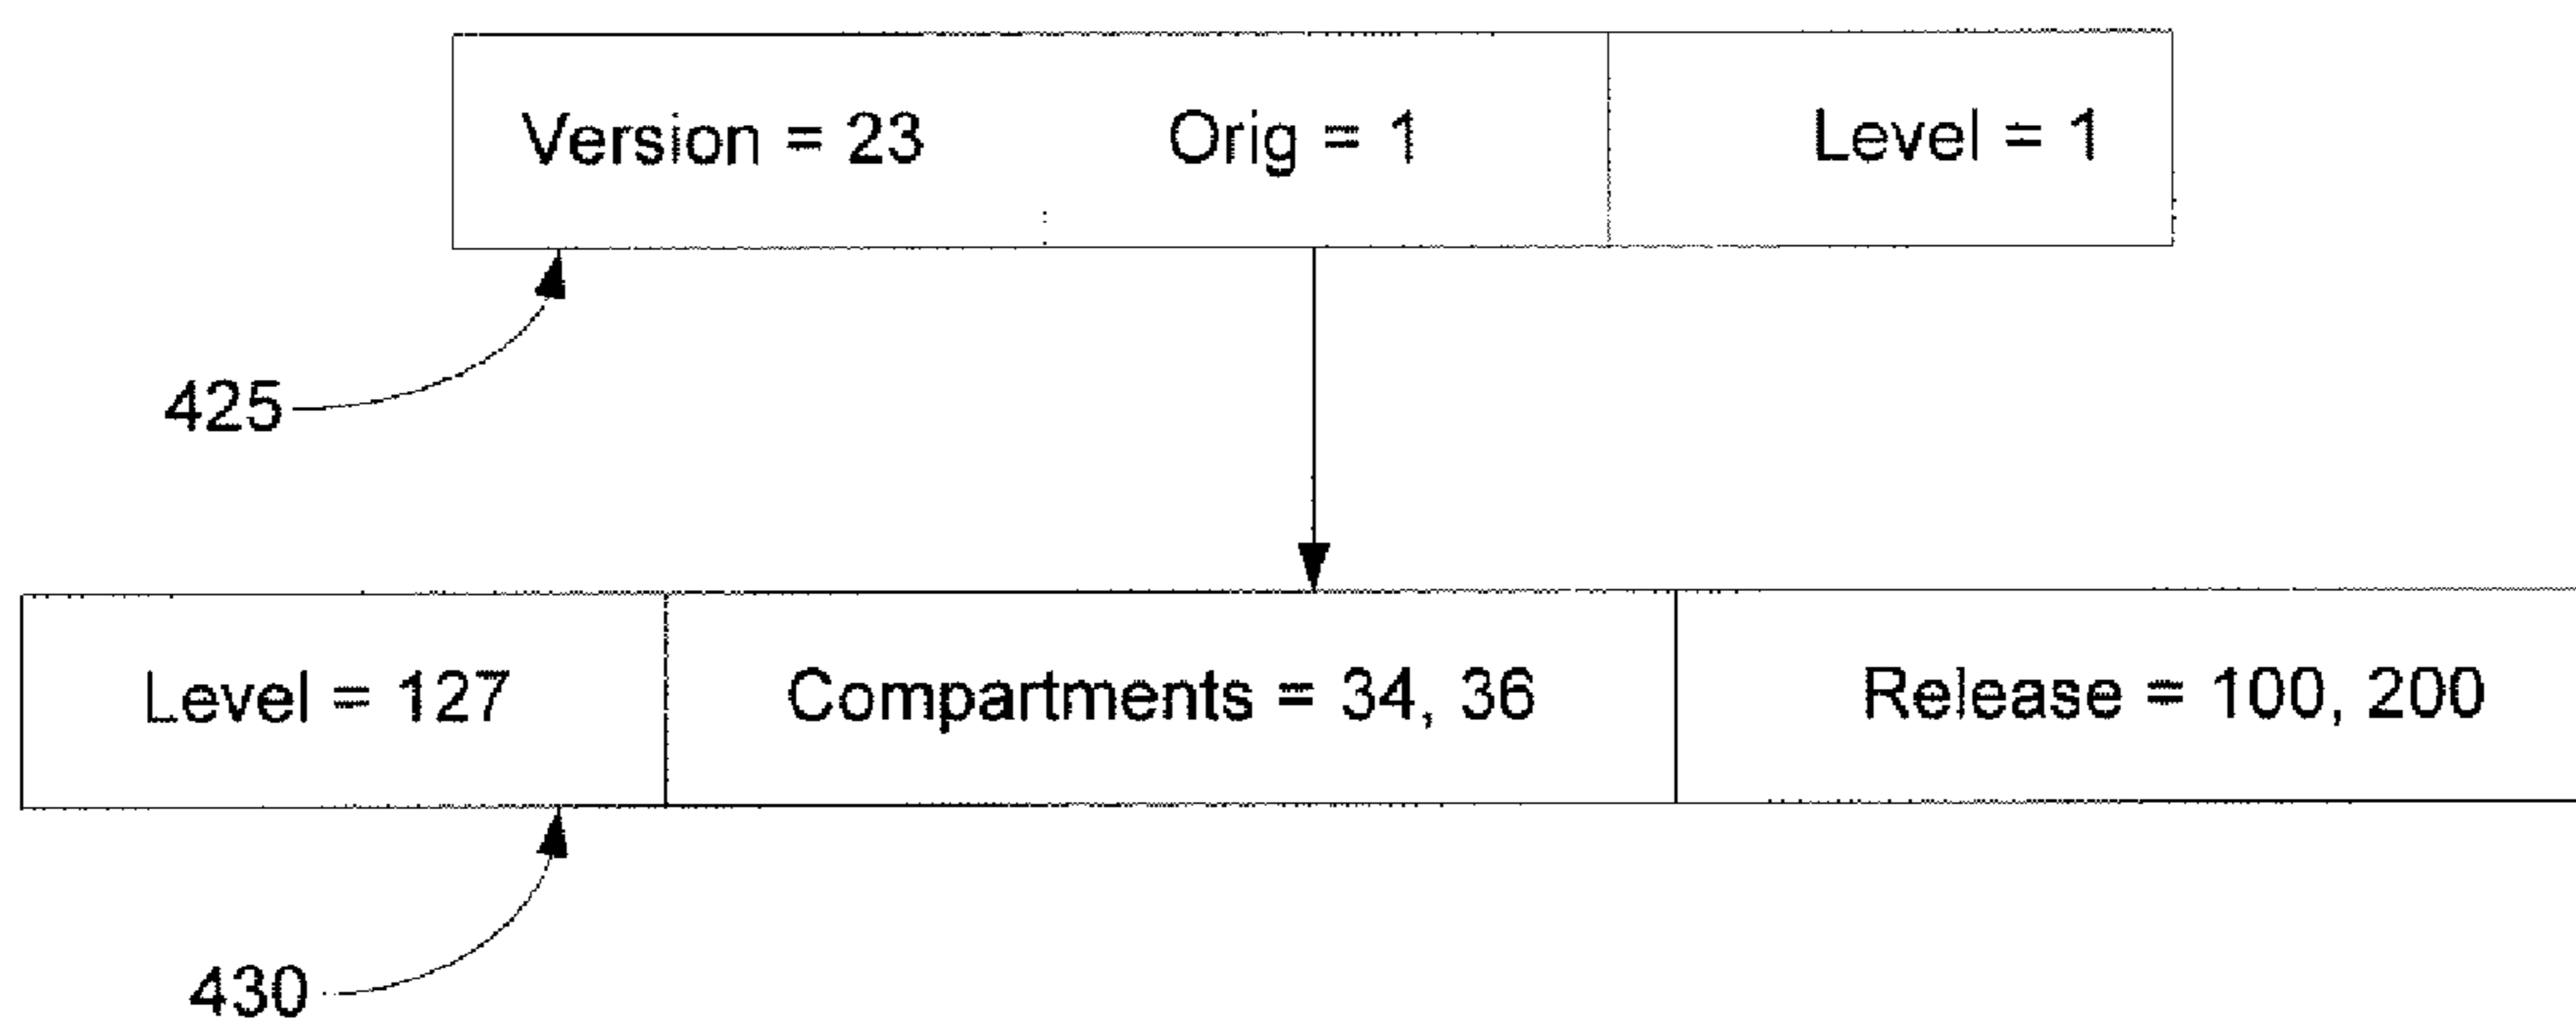 Version = 23 Orig = 1 Level = 1
425
Level = 127 Compartments = 34, 36 Release = 100, 200
430